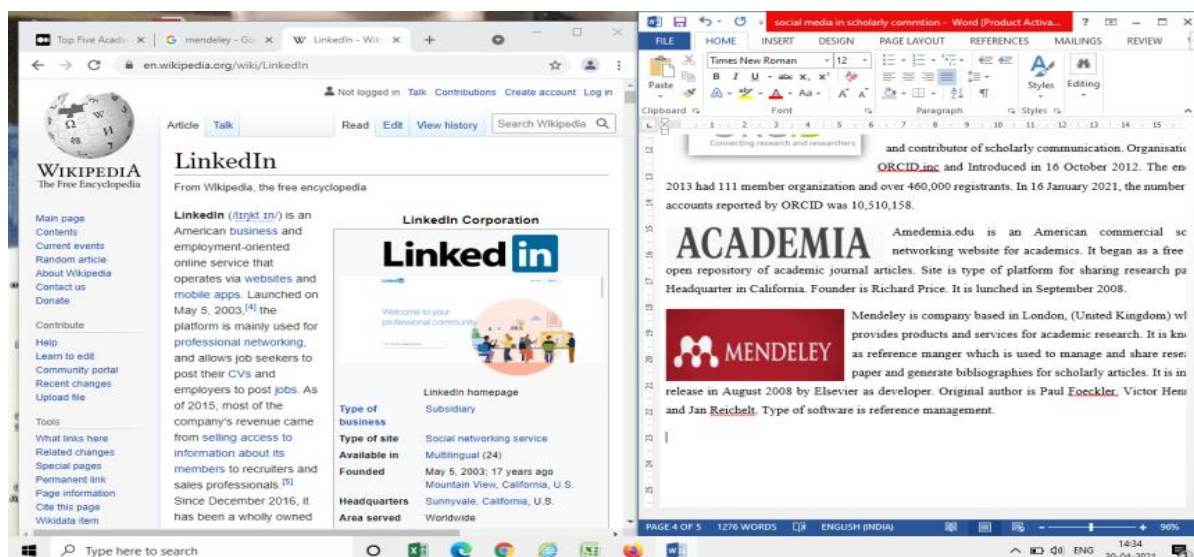 Top Five Acade
mendeley - Go
LinkedIn - Wik
en.wikipedia.org/wiki/LinkedIn
Not logged in Talk Contributions Create account Log in
Article Talk Read Edit View history Search Wikipedia
WIKIPEDIA
The Free Encyclopedia
Main page
Contents
Current events
Random article
About Wikipedia
Contact us
Donate
Contribute
Help
Learn to edit
Community portal
Recent changes
Upload file
Tools
What links here
Related changes
Special pages
Permanent link
Page information
Cite this page
Wikidata item
LinkedIn
From Wikipedia, the free encyclopedia
LinkedIn (/lɪŋkt ɪn/) is an
American business and
employment-oriented
online service that
operates via websites and
mobile apps. Launched on
May 5, 2003,[4] the
platform is mainly used for
professional networking,
and allows job seekers to
post their CVs and
employers to post jobs. As
of 2015, most of the
company's revenue came
from selling access to
information about its
members to recruiters and
sales professionals.[5]
Since December 2016, it
has been a wholly owned
LinkedIn Corporation
Linked in
Welcome to your
professional community
LinkedIn homepage
Type of business Subsidiary
Type of site Social networking service
Available in Multilingual (24)
Founded May 5, 2003; 17 years ago
Mountain View, California, U.S.
Headquarters Sunnyvale, California, U.S.
Area served Worldwide
social media in scholarly commtion - Word (Product Activa...
FILE HOME INSERT DESIGN PAGE LAYOUT REFERENCES MAILINGS REVIEW
Times New Roman 12
Paste
Styles
Editing
Clipboard Font Paragraph Styles
Connecting research and researchers
and contributor of scholarly communication. Organisatio
ORCID,inc and Introduced in 16 October 2012. The en
2013 had 111 member organization and over 460,000 registrants. In 16 January 2021, the number
accounts reported by ORCID was 10,510,158.
ACADEMIA
Amedemia.edu is an American commercial so
networking website for academics. It began as a free
open repository of academic journal articles. Site is type of platform for sharing research pa
Headquarter in California. Founder is Richard Price. It is lunched in September 2008.
MENDELEY
Mendeley is company based in London, (United Kingdom) wh
provides products and services for academic research. It is kno
as reference manger which is used to manage and share resea
paper and generate bibliographies for scholarly articles. It is in
release in August 2008 by Elsevier as developer. Original author is Paul Foeckler, Victor Hen
and Jan Reichelt. Type of software is reference management.
PAGE 4 OF 5 1276 WORDS ENGLISH (INDIA) 96%
Type here to search
ENG
14:34
30-04-2021